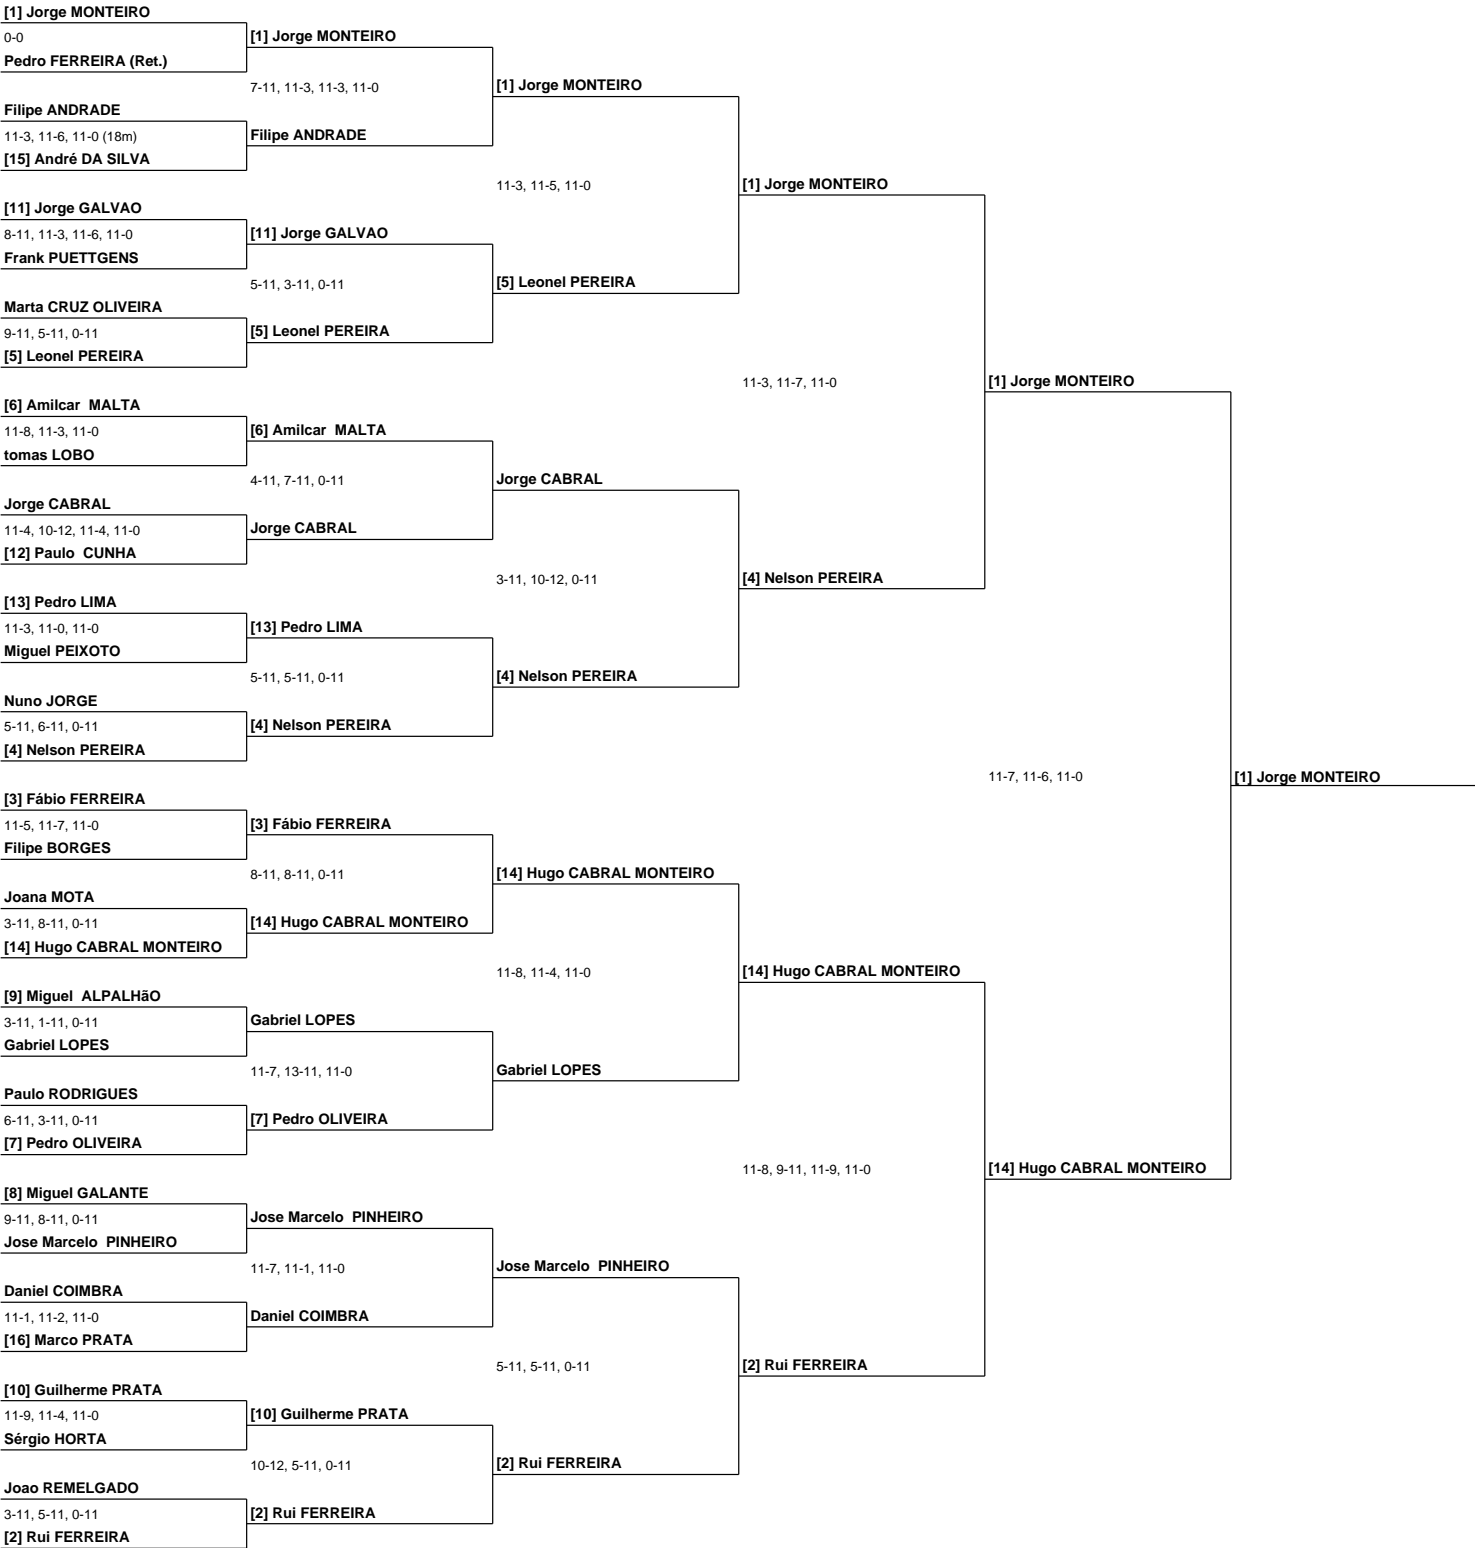 [1] Jorge MONTEIRO
0-0
Pedro FERREIRA (Ret.)
Filipe ANDRADE
11-3, 11-6, 11-0 (18m)
[15] André DA SILVA
[11] Jorge GALVAO
8-11, 11-3, 11-6, 11-0
Frank PUETTGENS
Marta CRUZ OLIVEIRA
9-11, 5-11, 0-11
[5] Leonel PEREIRA
[6] Amilcar  MALTA
11-8, 11-3, 11-0
tomas LOBO
Jorge CABRAL
11-4, 10-12, 11-4, 11-0
[12] Paulo  CUNHA
[13] Pedro LIMA
11-3, 11-0, 11-0
Miguel PEIXOTO
Nuno JORGE
5-11, 6-11, 0-11
[4] Nelson PEREIRA
[3] Fábio FERREIRA
11-5, 11-7, 11-0
Filipe BORGES
Joana MOTA
3-11, 8-11, 0-11
[14] Hugo CABRAL MONTEIRO
[9] Miguel  ALPALHãO
3-11, 1-11, 0-11
Gabriel LOPES
Paulo RODRIGUES
6-11, 3-11, 0-11
[7] Pedro OLIVEIRA
[8] Miguel GALANTE
9-11, 8-11, 0-11
Jose Marcelo  PINHEIRO
Daniel COIMBRA
11-1, 11-2, 11-0
[16] Marco PRATA
[10] Guilherme PRATA
11-9, 11-4, 11-0
Sérgio HORTA
Joao REMELGADO
3-11, 5-11, 0-11
[2] Rui FERREIRA
[1] Jorge MONTEIRO
7-11, 11-3, 11-3, 11-0
Filipe ANDRADE
[11] Jorge GALVAO
5-11, 3-11, 0-11
[5] Leonel PEREIRA
[6] Amilcar  MALTA
4-11, 7-11, 0-11
Jorge CABRAL
[13] Pedro LIMA
5-11, 5-11, 0-11
[4] Nelson PEREIRA
[3] Fábio FERREIRA
8-11, 8-11, 0-11
[14] Hugo CABRAL MONTEIRO
Gabriel LOPES
11-7, 13-11, 11-0
[7] Pedro OLIVEIRA
Jose Marcelo  PINHEIRO
11-7, 11-1, 11-0
Daniel COIMBRA
[10] Guilherme PRATA
10-12, 5-11, 0-11
[2] Rui FERREIRA
[1] Jorge MONTEIRO
11-3, 11-5, 11-0
[5] Leonel PEREIRA
Jorge CABRAL
3-11, 10-12, 0-11
[4] Nelson PEREIRA
[14] Hugo CABRAL MONTEIRO
11-8, 11-4, 11-0
Gabriel LOPES
Jose Marcelo  PINHEIRO
5-11, 5-11, 0-11
[2] Rui FERREIRA
[1] Jorge MONTEIRO
11-3, 11-7, 11-0
[4] Nelson PEREIRA
[14] Hugo CABRAL MONTEIRO
11-8, 9-11, 11-9, 11-0
[2] Rui FERREIRA
[1] Jorge MONTEIRO
11-7, 11-6, 11-0
[14] Hugo CABRAL MONTEIRO
[1] Jorge MONTEIRO